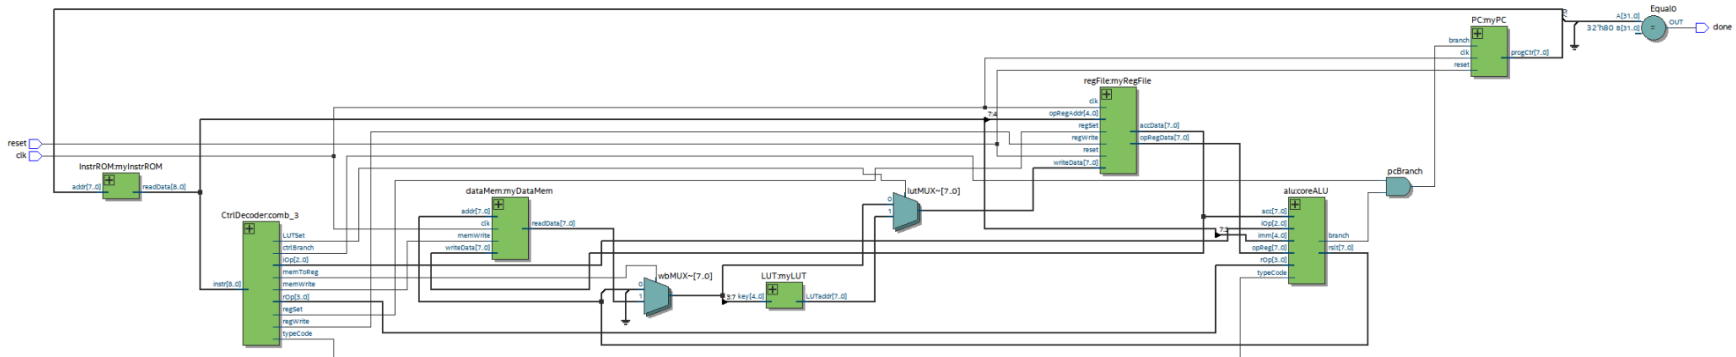 Equal0
A[31..0]
32'h80 B[31..0]
OUT
done
PC:myPC
branch
clk
reset
progCtr[7..0]
regFile:myRegFile
clk
opRegAddr[4..0]
regSet
regWrite
reset
writeData[7..0]
accData[7..0]
opRegData[7..0]
7:4
reset
clk
InstrROM:myInstrROM
addr[7..0]
readData[8..0]
pcBranch
lutMUX~[7..0]
0
1
dataMem:myDataMem
addr[7..0]
clk
memWrite
writeData[7..0]
readData[7..0]
alu:coreALU
acc[7..0]
iOp[2..0]
imm[4..0]
opReg[7..0]
rOp[3..0]
typeCode
branch
rslt[7..0]
CtrlDecoder:comb_3
instr[8..0]
LUTSet
ctrlBranch
iOp[2..0]
memToReg
memWrite
rOp[3..0]
regSet
regWrite
typeCode
wbMUX~[7..0]
0
1
LUT:myLUT
3:7
key[4..0]
LUTaddr[7..0]